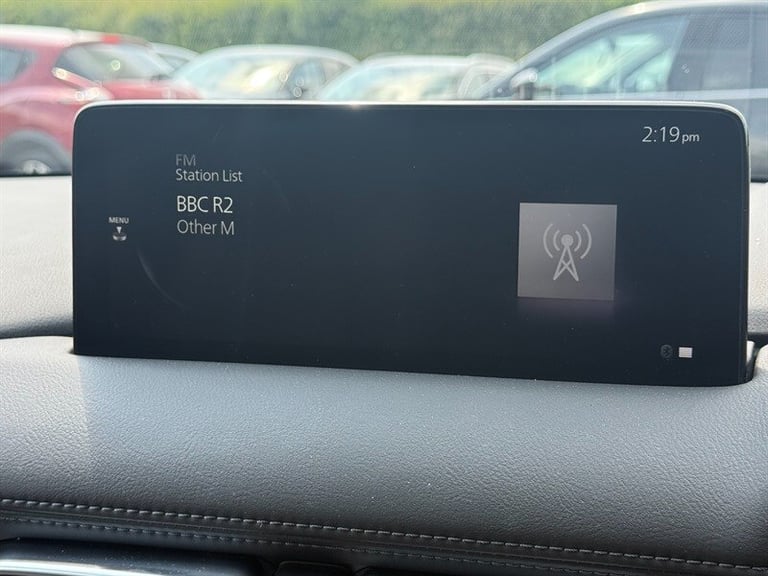 2:19 pm
FM
Station List
BBC R2
Other M
MENU